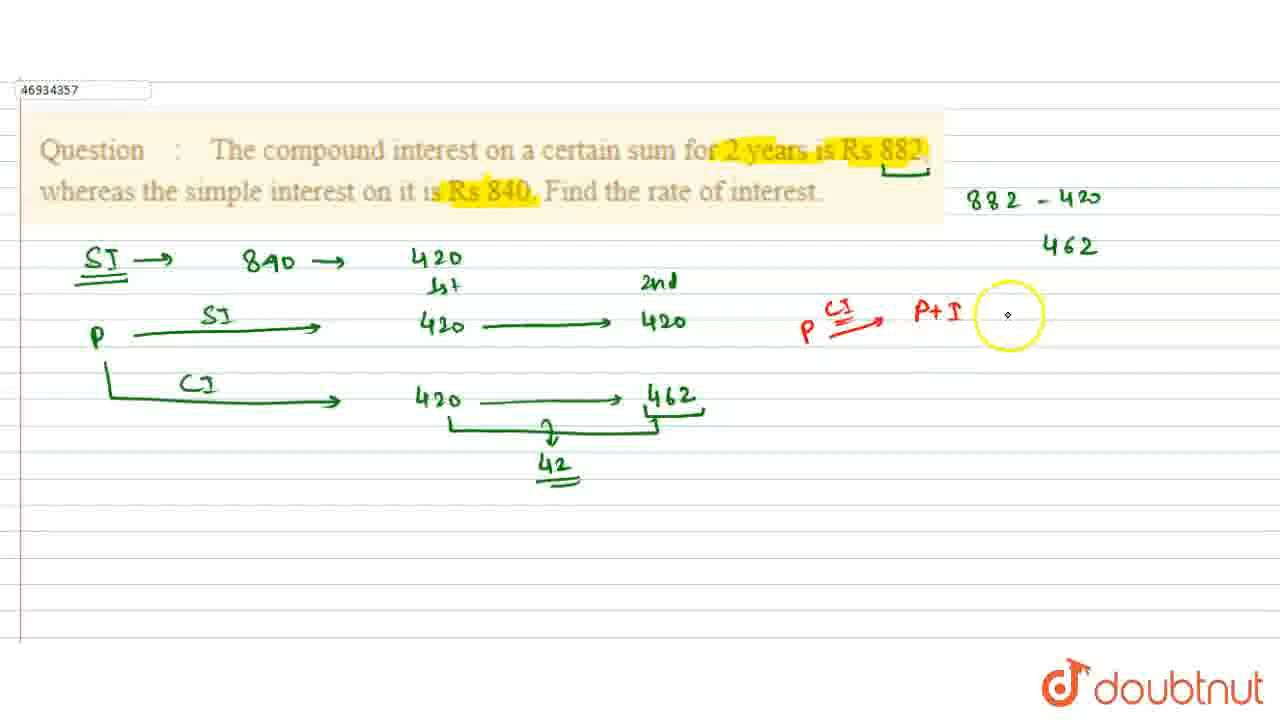 46934357
Question : The compound interest on a certain sum for 2 years is Rs 882,
whereas the simple interest on it is Rs 840. Find the rate of interest.
882 - 420
462
SI → 840 → 420
1st 2nd
P SI 420 → 420
P CI → P+I
CI 420 → 462
42
doubtnut